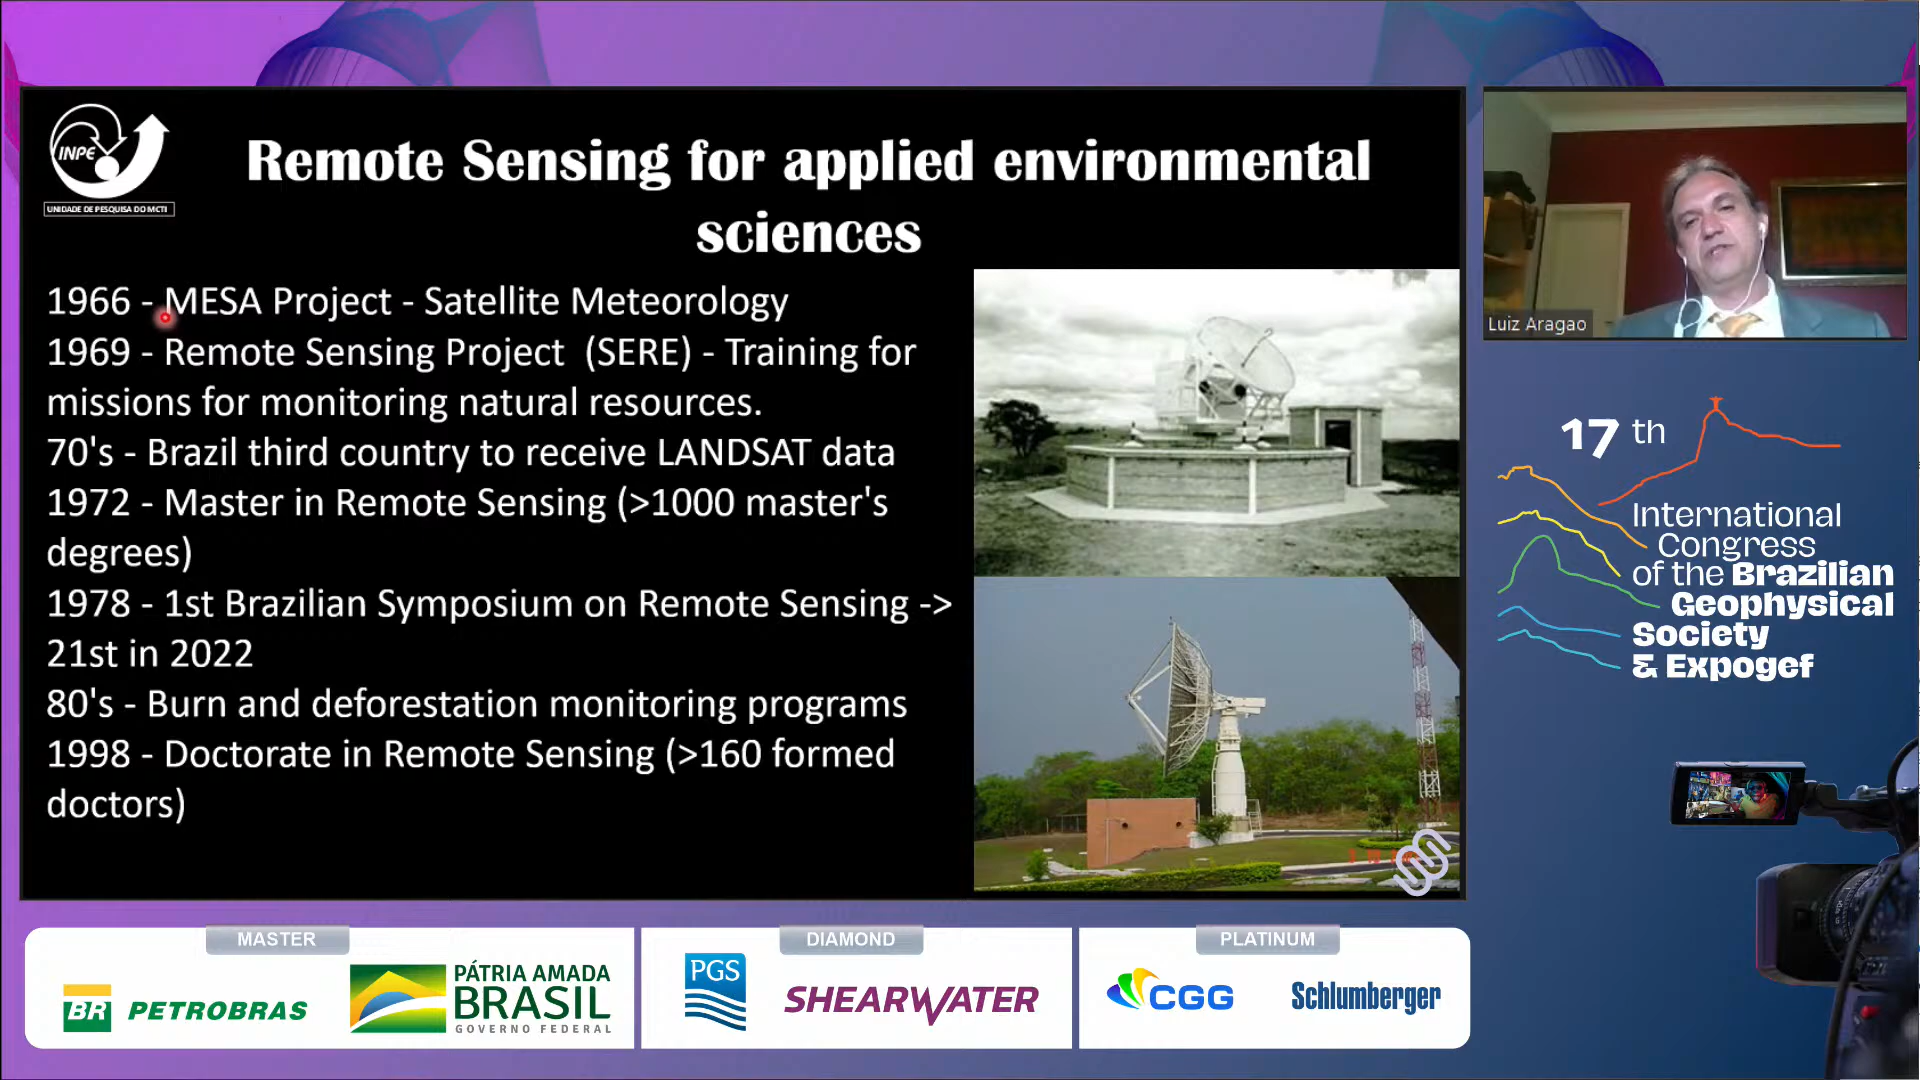 INPE
UNIDADE DE PESQUISA DO MCTI
Remote Sensing for applied environmental
sciences
1966 - MESA Project - Satellite Meteorology
1969 - Remote Sensing Project  (SERE) - Training for
missions for monitoring natural resources.
70's - Brazil third country to receive LANDSAT data
1972 - Master in Remote Sensing (>1000 master's
degrees)
1978 - 1st Brazilian Symposium on Remote Sensing ->
21st in 2022
80's - Burn and deforestation monitoring programs
1998 - Doctorate in Remote Sensing (>160 formed
doctors)
Luiz Aragao
17 th
International
Congress
of the Brazilian
Geophysical
Society
& Expogef
MASTER
BR PETROBRAS
PÁTRIA AMADA
BRASIL
GOVERNO FEDERAL
DIAMOND
PGS
SHEARWATER
PLATINUM
CGG
Schlumberger